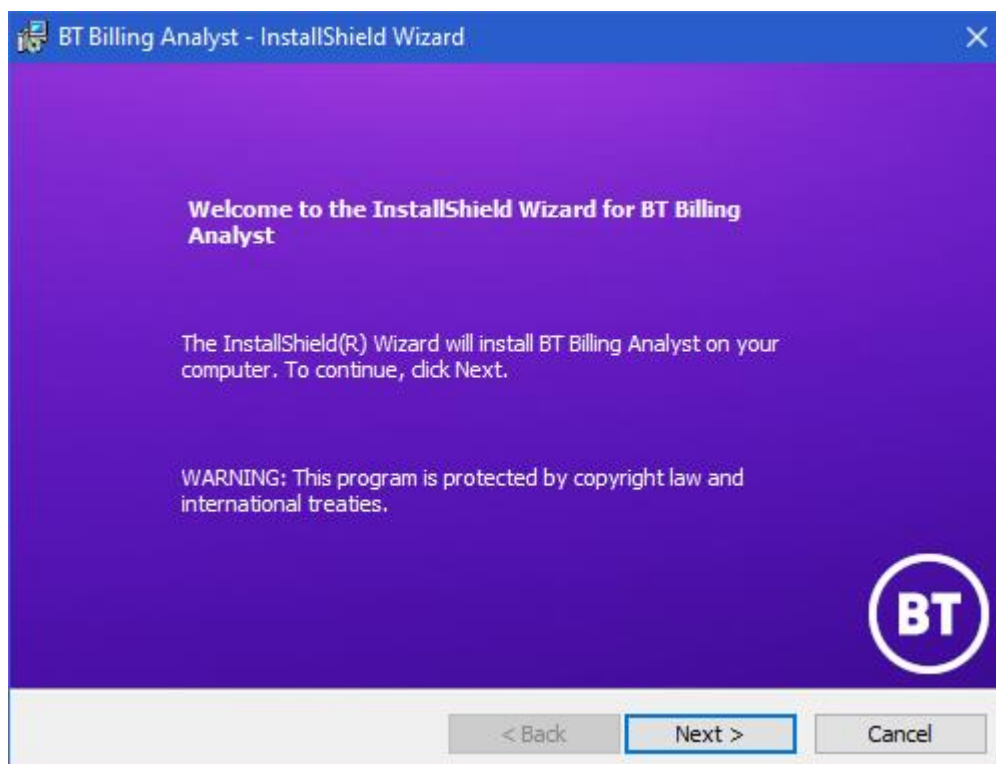 BT Billing Analyst - InstallShield Wizard
Welcome to the InstallShield Wizard for BT Billing
Analyst
The InstallShield(R) Wizard will install BT Billing Analyst on your
computer. To continue, click Next.
WARNING: This program is protected by copyright law and
international treaties.
BT
< Back Next > Cancel